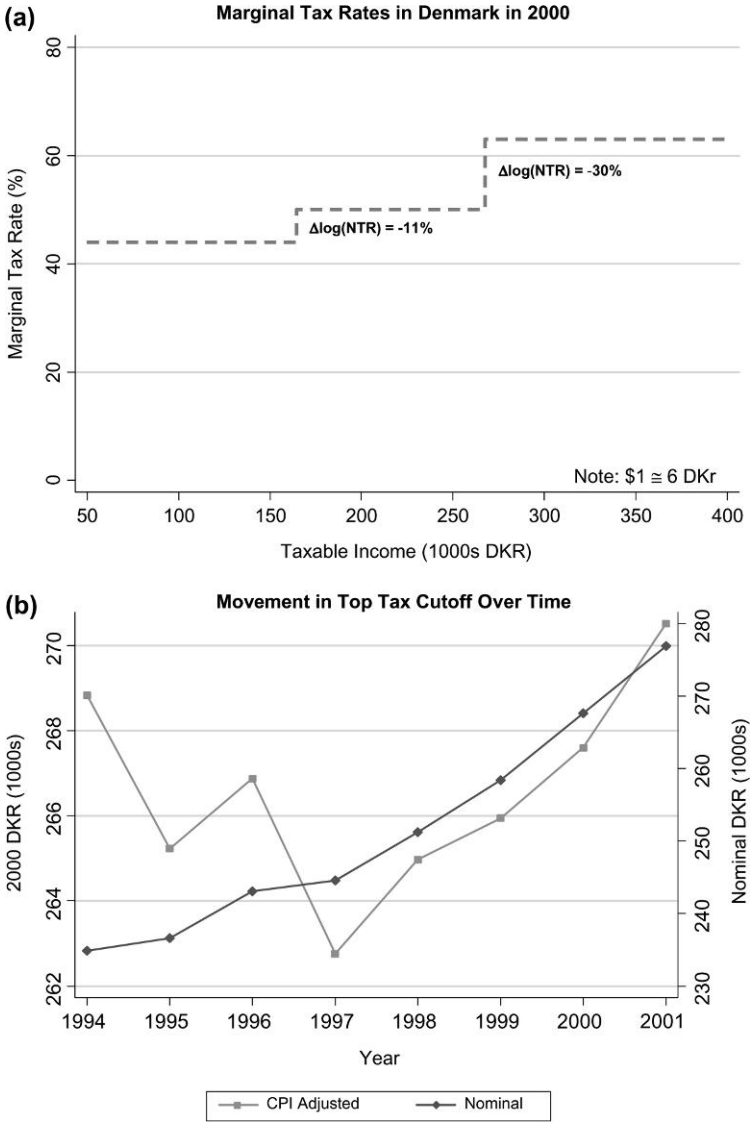 (a)
Marginal Tax Rates in Denmark in 2000
Marginal Tax Rate (%)
80
60
40
20
0
Δlog(NTR) = -30%
Δlog(NTR) = -11%
Note: $1 ≅ 6 DKr
50 100 150 200 250 300 350 400
Taxable Income (1000s DKR)
(b)
Movement in Top Tax Cutoff Over Time
2000 DKR (1000s)
270
268
266
264
262
Nominal DKR (1000s)
280
270
260
250
240
230
1994 1995 1996 1997 1998 1999 2000 2001
Year
CPI Adjusted Nominal